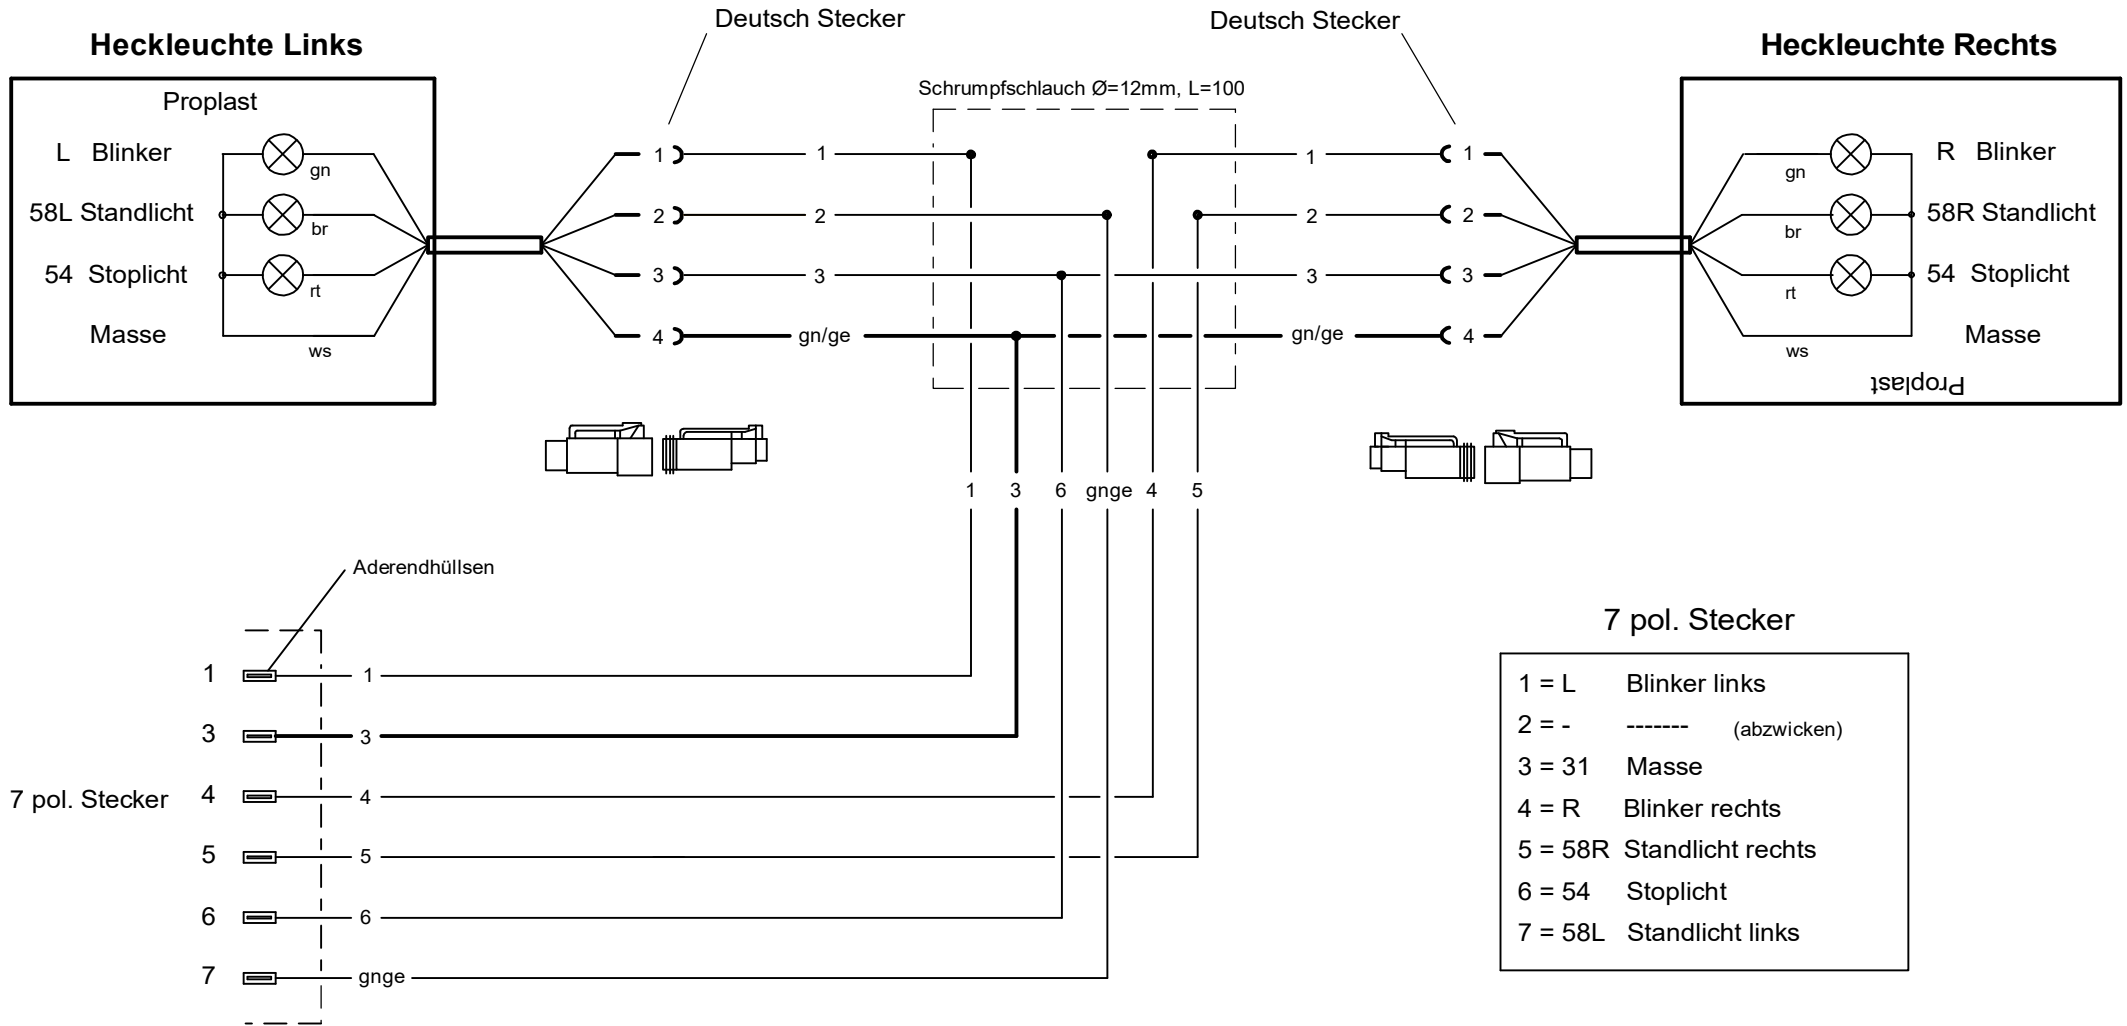 Deutsch Stecker
Deutsch Stecker
Heckleuchte Links
Heckleuchte Rechts
Schrumpfschlauch Ø=12mm, L=100
Proplast
L Blinker
gn
58L Standlicht
br
54 Stoplicht
rt
Masse
ws
1 1
2 2
3 3
4 gn/ge
1 1
2 2
3 3
gn/ge 4
gn
R Blinker
br
58R Standlicht
rt
54 Stoplicht
ws
Masse
Proplast
1 3 6 gnge 4 5
Aderendhüllsen
7 pol. Stecker
1 1
3 3
4 4
5 5
6 6
7 gnge
7 pol. Stecker
1 = L Blinker links
2 = - ------- (abzwicken)
3 = 31 Masse
4 = R Blinker rechts
5 = 58R Standlicht rechts
6 = 54 Stoplicht
7 = 58L Standlicht links